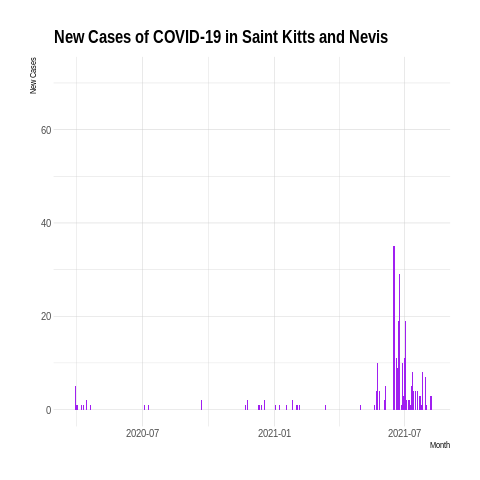 New Cases of COVID-19 in Saint Kitts and Nevis
New Cases
60
40
20
0
2020-07
2021-01
2021-07
Month